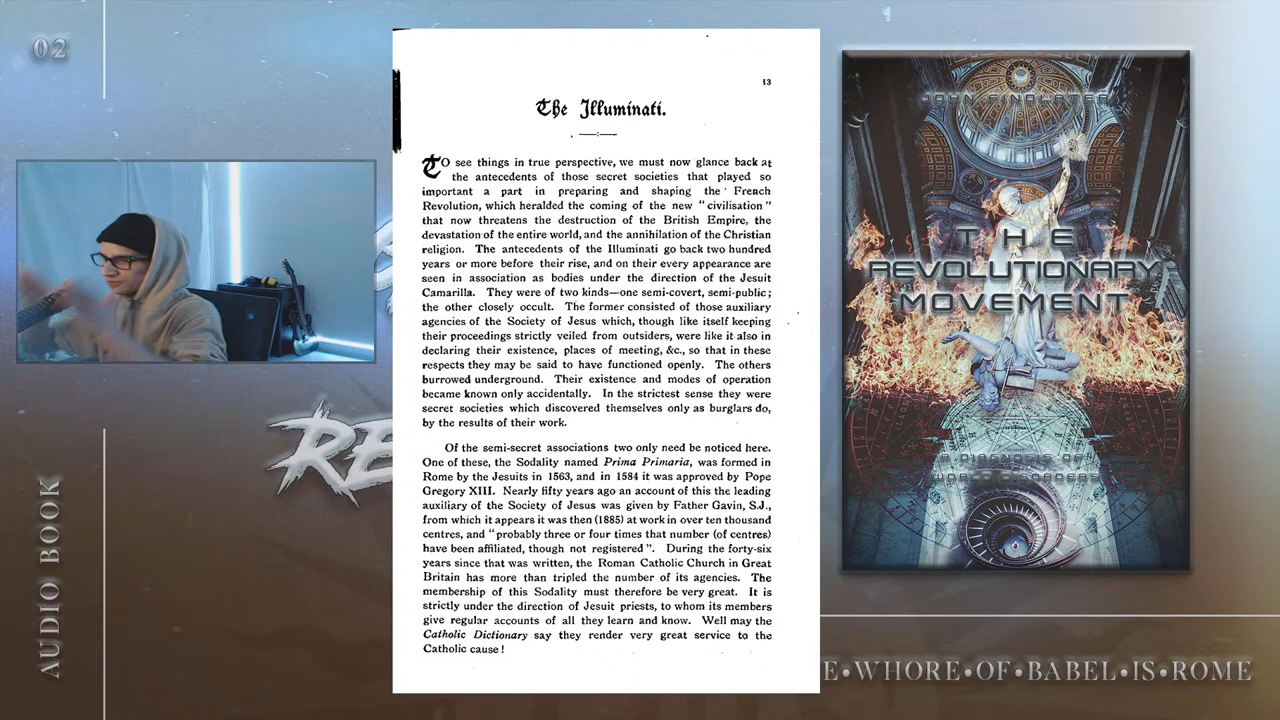 02
AUDIO BOOK
RE
13
The Illuminati.
TO see things in true perspective, we must now glance back at
the antecedents of those secret societies that played so
important a part in preparing and shaping the French
Revolution, which heralded the coming of the new “civilisation”
that now threatens the destruction of the British Empire, the
devastation of the entire world, and the annihilation of the Christian
religion. The antecedents of the Illuminati go back two hundred
years or more before their rise, and on their every appearance are
seen in association as bodies under the direction of the Jesuit
Camarilla. They were of two kinds—one semi-covert, semi-public;
the other closely occult. The former consisted of those auxiliary
agencies of the Society of Jesus which, though like itself keeping
their proceedings strictly veiled from outsiders, were like it also in
declaring their existence, places of meeting, &c., so that in these
respects they may be said to have functioned openly. The others
burrowed underground. Their existence and modes of operation
became known only accidentally. In the strictest sense they were
secret societies which discovered themselves only as burglars do,
by the results of their work.
Of the semi-secret associations two only need be noticed here.
One of these, the Sodality named Prima Primaria, was formed in
Rome by the Jesuits in 1563, and in 1584 it was approved by Pope
Gregory XIII. Nearly fifty years ago an account of this the leading
auxiliary of the Society of Jesus was given by Father Gavin, S.J.,
from which it appears it was then (1885) at work in over ten thousand
centres, and “probably three or four times that number (of centres)
have been affiliated, though not registered”. During the forty-six
years since that was written, the Roman Catholic Church in Great
Britain has more than tripled the number of its agencies. The
membership of this Sodality must therefore be very great. It is
strictly under the direction of Jesuit priests, to whom its members
give regular accounts of all they learn and know. Well may the
Catholic Dictionary say they render very great service to the
Catholic cause!
JOHN FINDLATER
THE
REVOLUTIONARY
MOVEMENT
A DIAGNOSIS OF
WORLD DISORDERS
E•WHORE•OF•BABEL•IS•ROME